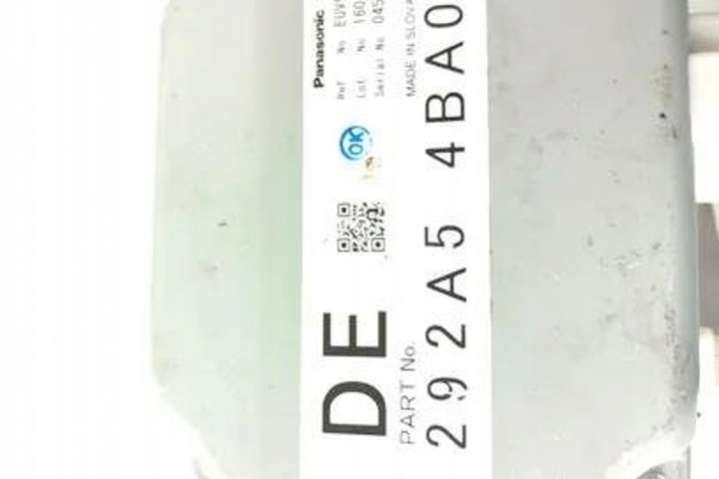 Panasonic
Ref No EUV
Lot No 160
Serial No 045
MADE IN SLOVA
OK
DE
PART No.
292A5 4BA0